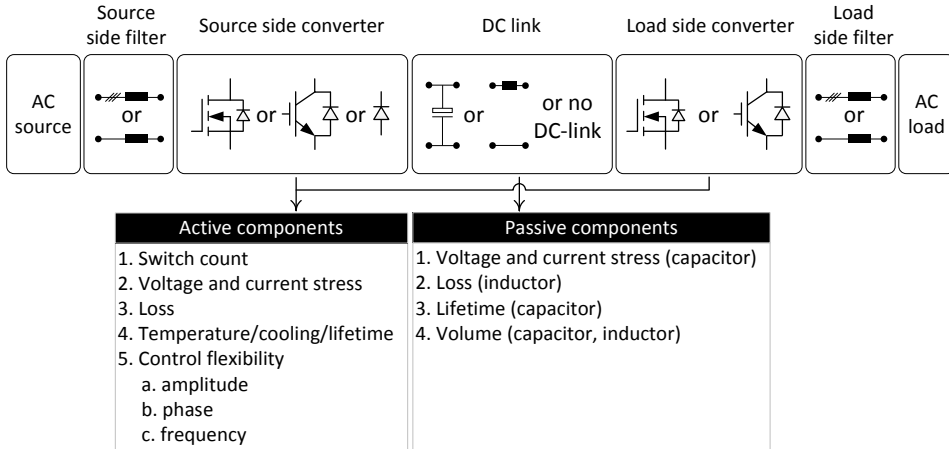 Source
side filter
Source side converter
DC link
Load side converter
Load
side filter
AC
source
or
or
or
or
or no
DC-link
or
or
AC
load
Active components
1. Switch count
2. Voltage and current stress
3. Loss
4. Temperature/cooling/lifetime
5. Control flexibility
a. amplitude
b. phase
c. frequency
Passive components
1. Voltage and current stress (capacitor)
2. Loss (inductor)
3. Lifetime (capacitor)
4. Volume (capacitor, inductor)